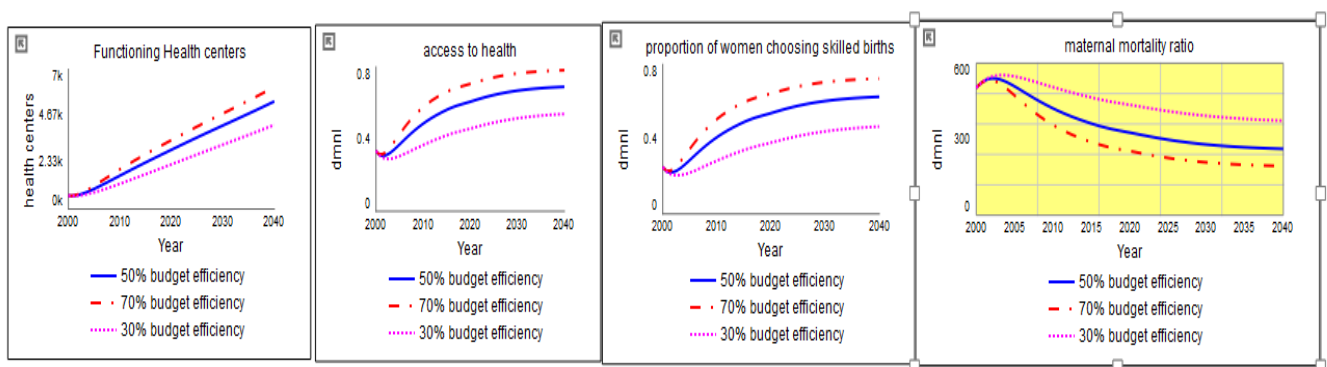 Functioning Health centers
health centers
7k
4.67k
2.33k
0k
2000 2010 2020 2030 2040
Year
50% budget efficiency
70% budget efficiency
30% budget efficiency
access to health
dmnl
0.8
0.4
0
2000 2010 2020 2030 2040
Year
50% budget efficiency
70% budget efficiency
30% budget efficiency
proportion of women choosing skilled births
dmnl
0.8
0.4
0
2000 2010 2020 2030 2040
Year
50% budget efficiency
70% budget efficiency
30% budget efficiency
maternal mortality ratio
dmnl
600
300
0
2000 2005 2010 2015 2020 2025 2030 2035 2040
Year
50% budget efficiency
70% budget efficiency
30% budget efficiency